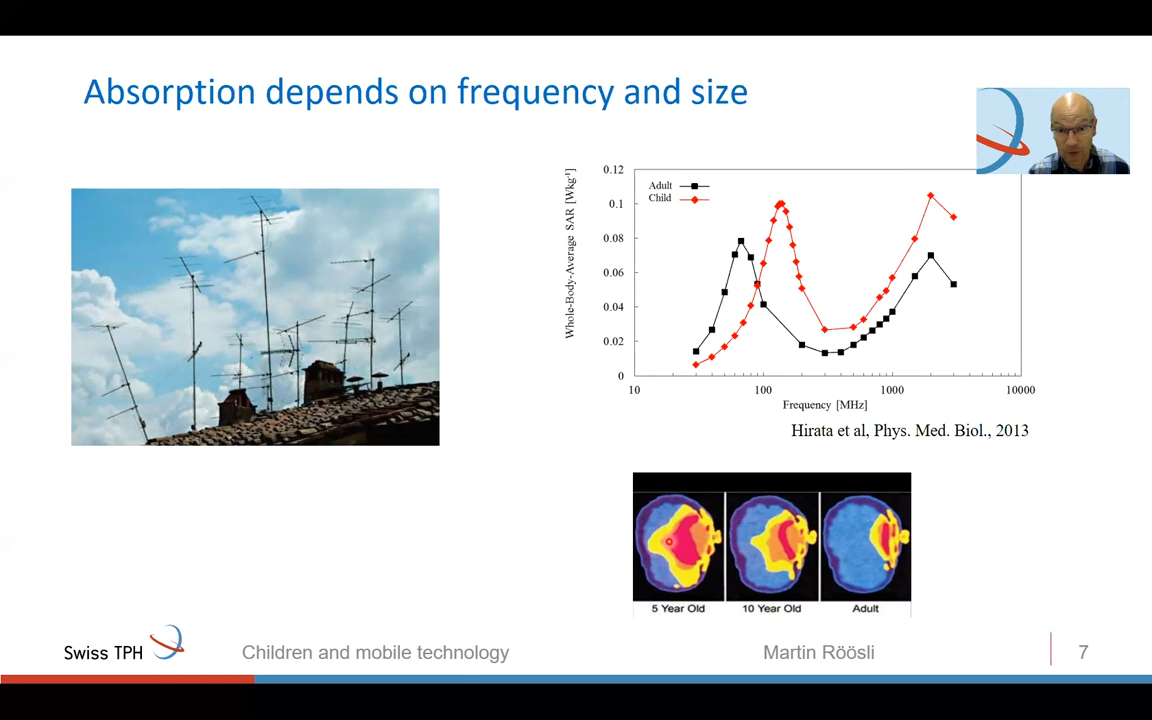 Absorption depends on frequency and size
Whole-Body-Average SAR [Wkg⁻¹]
0.12
0.1
0.08
0.06
0.04
0.02
0
Adult
Child
10
100
1000
10000
Frequency [MHz]
Hirata et al, Phys. Med. Biol., 2013
5 Year Old
10 Year Old
Adult
Swiss TPH
Children and mobile technology
Martin Röösli
7